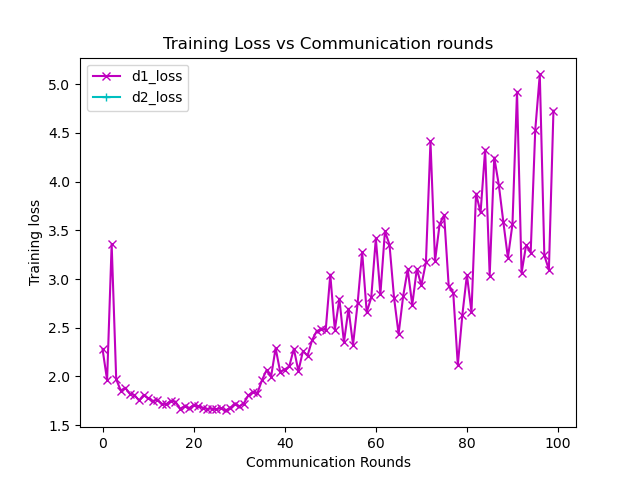 Training Loss vs Communication rounds
d1_loss
d2_loss
5.0
4.5
4.0
3.5
3.0
2.5
2.0
1.5
Training loss
0 20 40 60 80 100
Communication Rounds